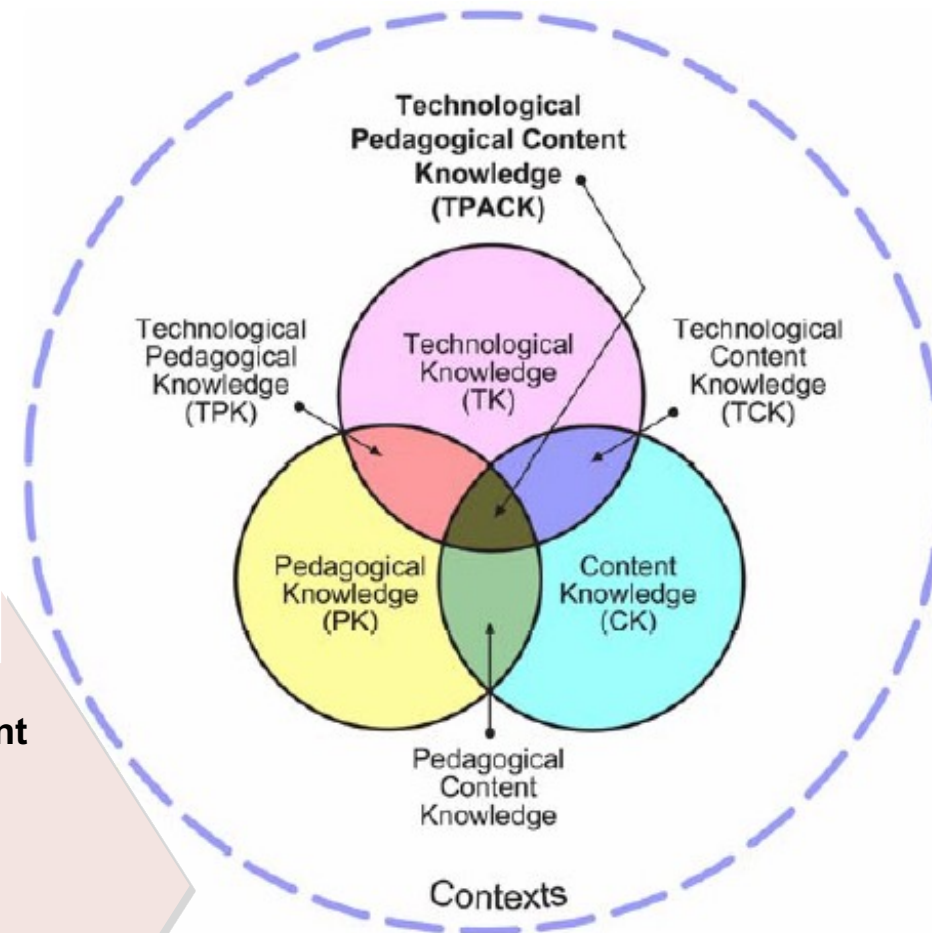 Technological
Pedagogical Content
Knowledge
(TPACK)
Technological
Pedagogical
Knowledge
(TPK)
Technological
Knowledge
(TK)
Technological
Content
Knowledge
(TCK)
Pedagogical
Knowledge
(PK)
Content
Knowledge
(CK)
nt
Pedagogical
Content
Knowledge
Contexts